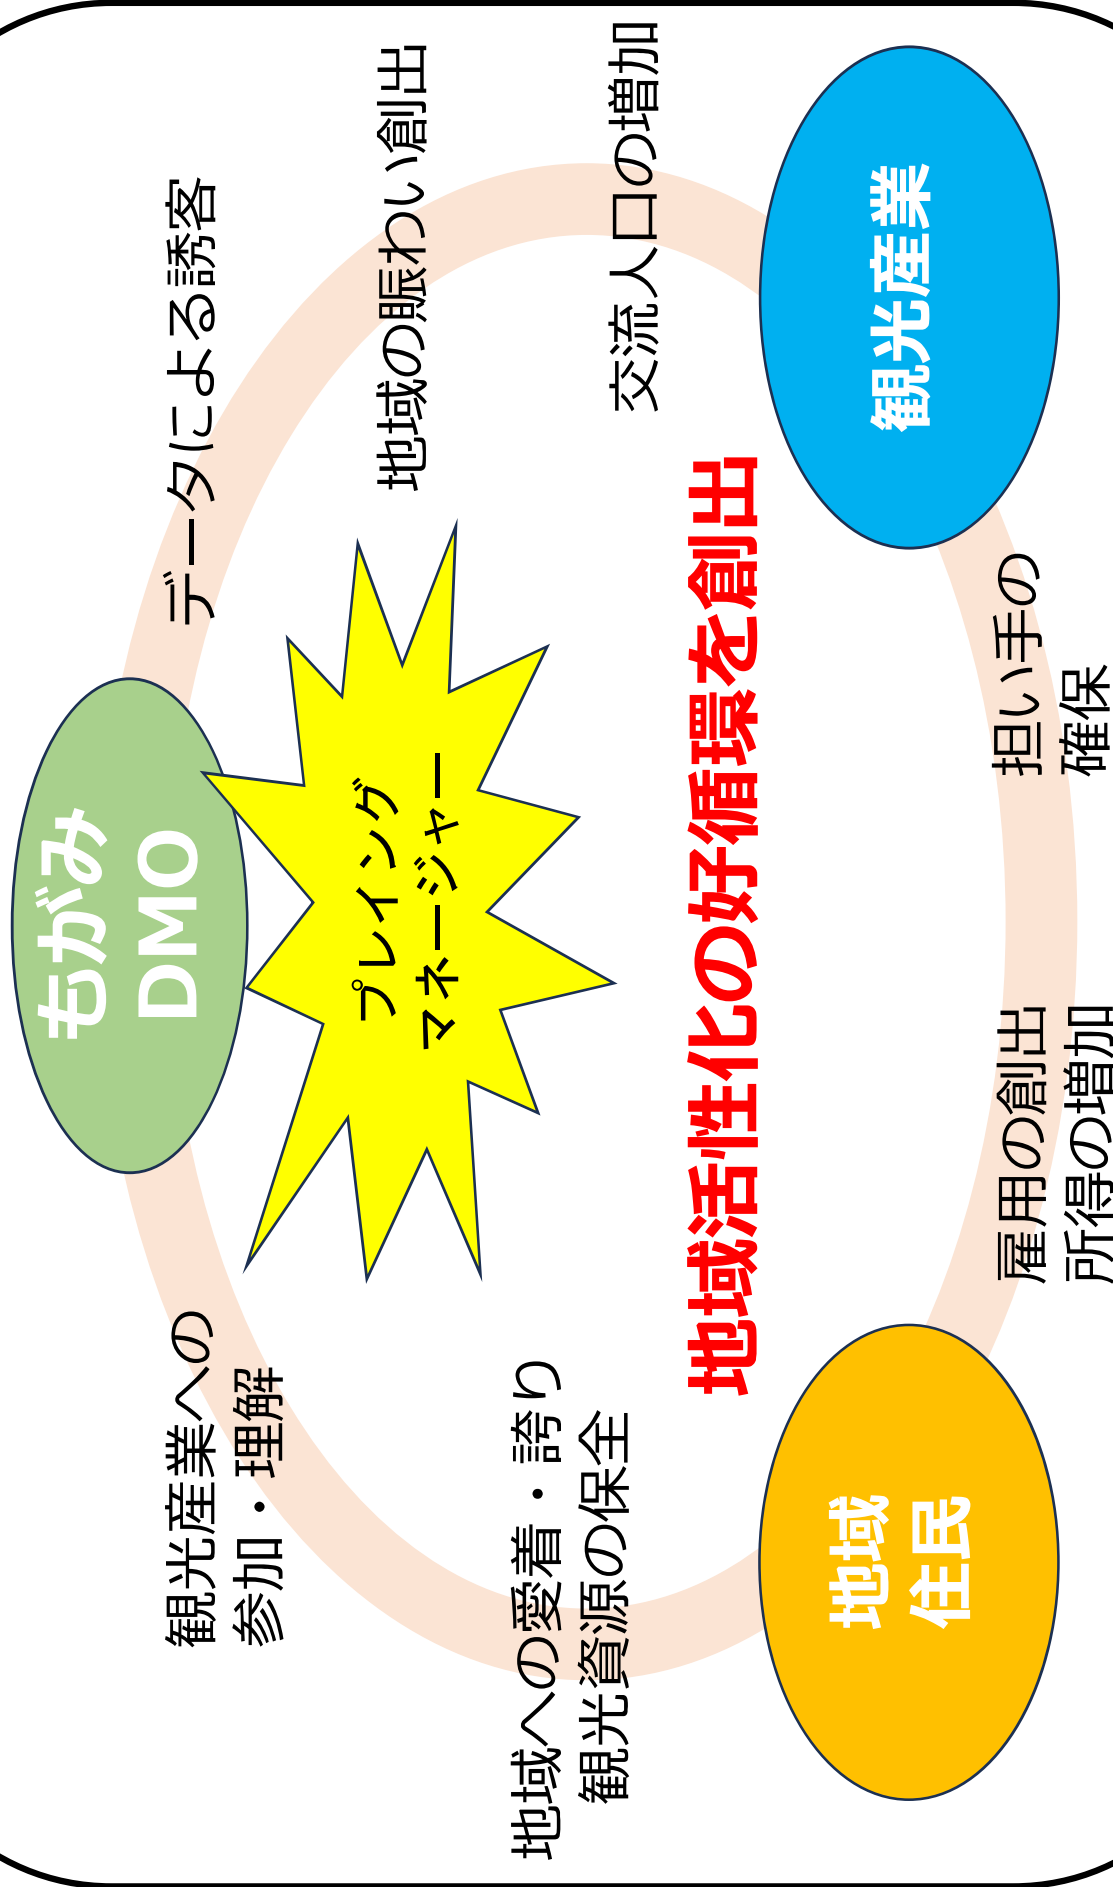 もがみ
DMO
観光産業への
参加・理解
データによる誘客
プレイング
マネージャー
地域の賑わい創出
地域への愛着・誇り
観光資源の保全
交流人口の増加
地域活性化の好循環を創出
地域
住民
観光産業
雇用の創出
所得の増加
担い手の
確保